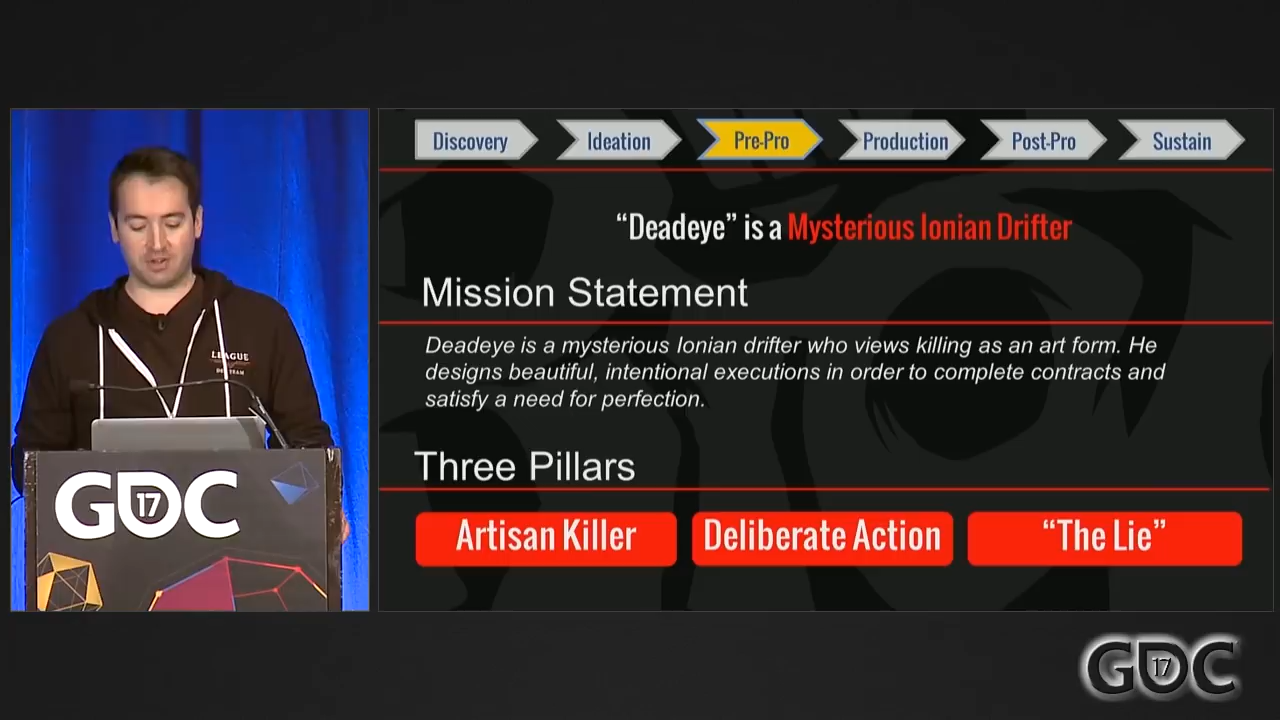 Discovery
Ideation
Pre-Pro
Production
Post-Pro
Sustain
“Deadeye” is a Mysterious Ionian Drifter
Mission Statement
Deadeye is a mysterious Ionian drifter who views killing as an art form. He
designs beautiful, intentional executions in order to complete contracts and
satisfy a need for perfection.
Three Pillars
Artisan Killer
Deliberate Action
“The Lie”
LEAGUE
GDC
17
GDC
17